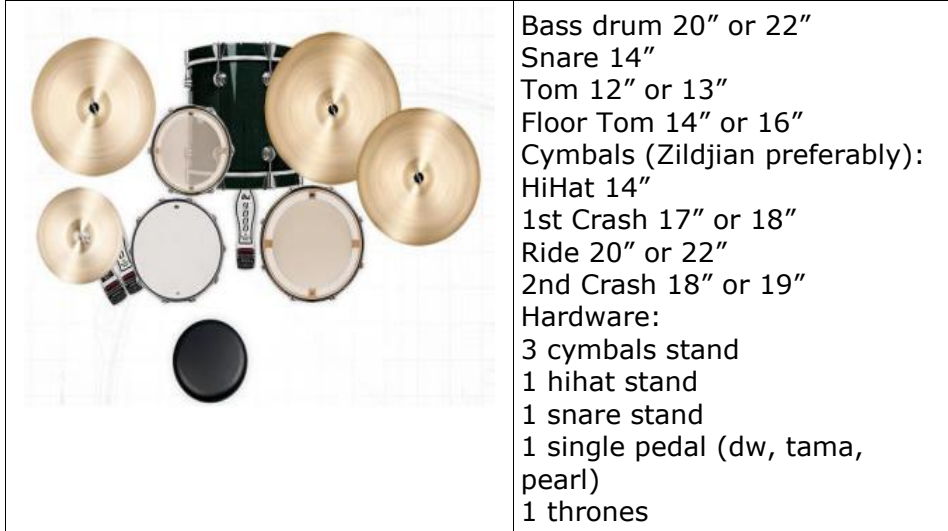 Bass drum 20” or 22”
Snare 14”
Tom 12” or 13”
Floor Tom 14” or 16”
Cymbals (Zildjian preferably):
HiHat 14”
1st Crash 17” or 18”
Ride 20” or 22”
2nd Crash 18” or 19”
Hardware:
3 cymbals stand
1 hihat stand
1 snare stand
1 single pedal (dw, tama,
pearl)
1 thrones